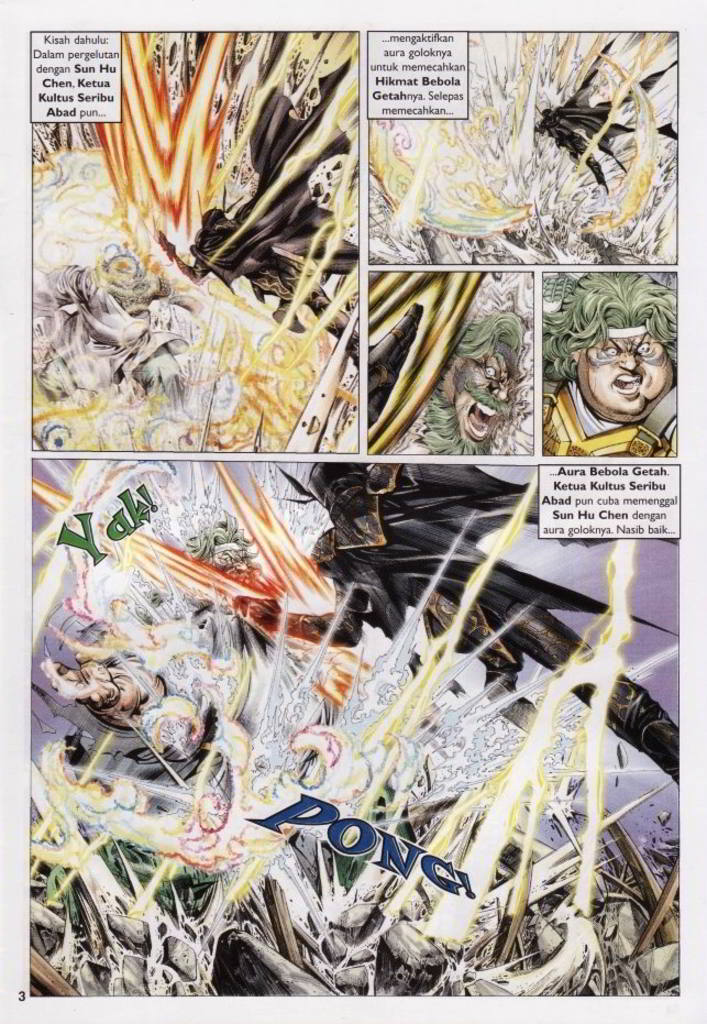 Kisah dahulu:
Dalam pergelutan
dengan Sun Hu
Chen, Ketua
Kultus Seribu
Abad pun...
...mengaktifkan
aura goloknya
untuk memecahkan
Hikmat Bebola
Getahnya. Selepas
memecahkan...
...Aura Bebola Getah.
Ketua Kultus Seribu
Abad pun cuba memenggal
Sun Hu Chen dengan
aura goloknya. Nasib baik...
Yak!
PONG!
3